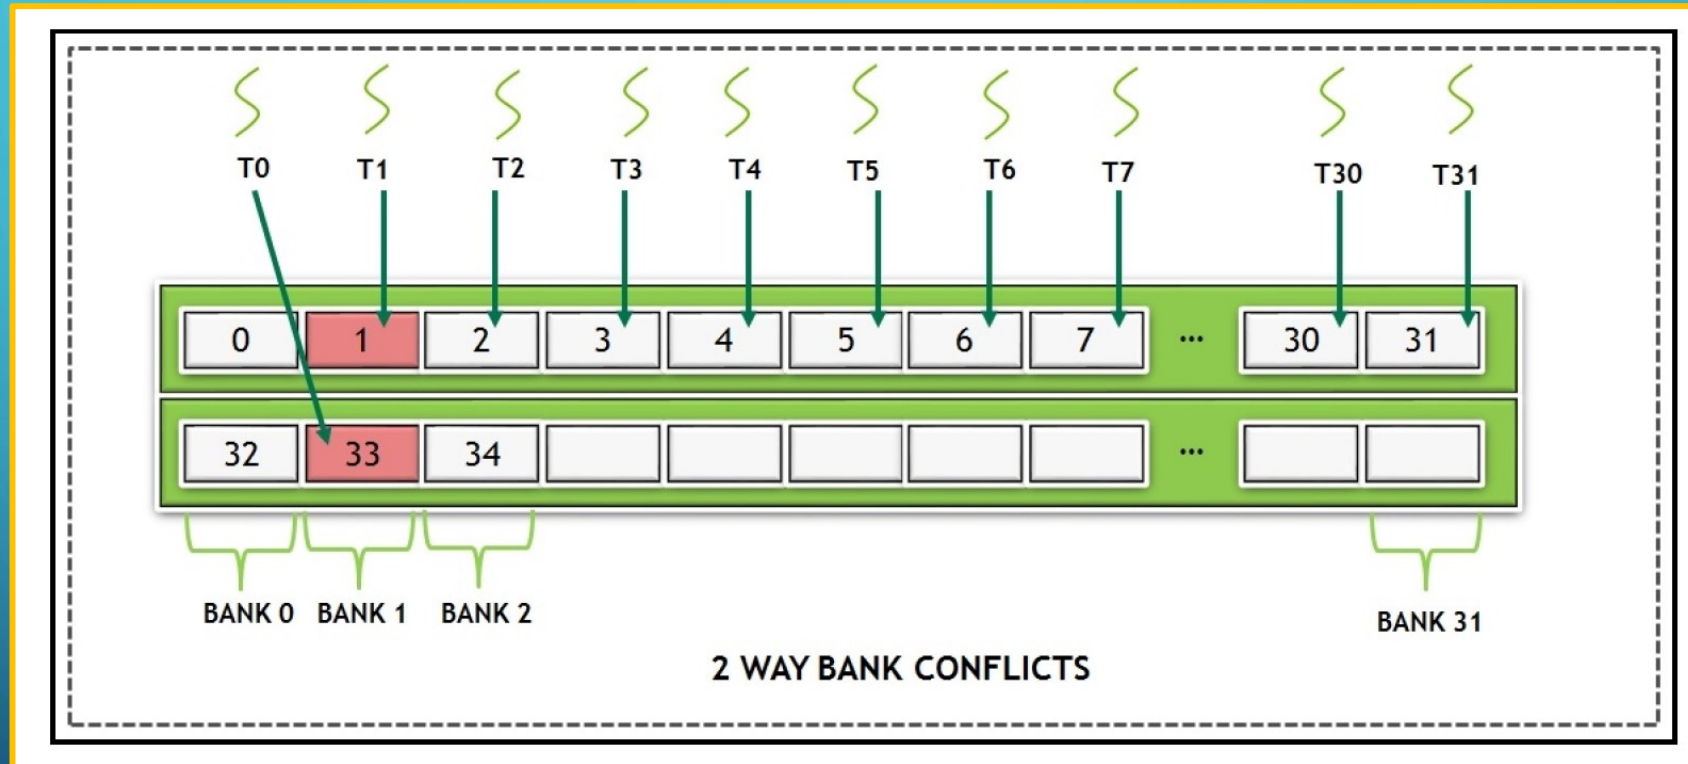 T0 T1 T2 T3 T4 T5 T6 T7 T30 T31
0 1 2 3 4 5 6 7 ... 30 31
32 33 34 ...
BANK 0 BANK 1 BANK 2 BANK 31
2 WAY BANK CONFLICTS